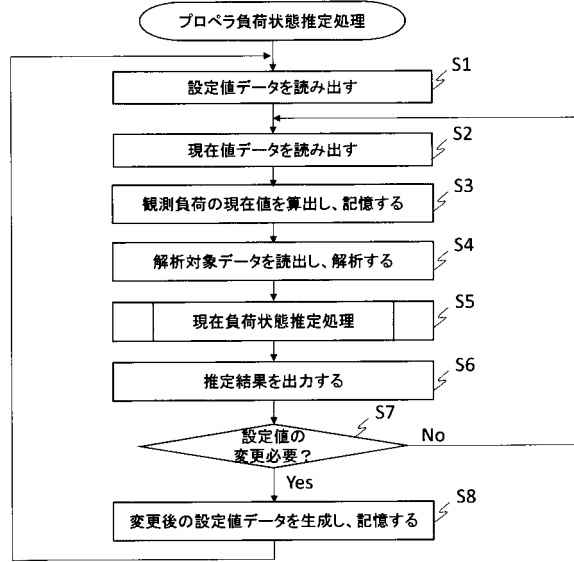 プロペラ負荷状態推定処理
S1
設定値データを読み出す
S2
現在値データを読み出す
S3
観測負荷の現在値を算出し、記憶する
S4
解析対象データを読出し、解析する
S5
現在負荷状態推定処理
S6
推定結果を出力する
S7
設定値の
変更必要？
No
Yes
S8
変更後の設定値データを生成し、記憶する